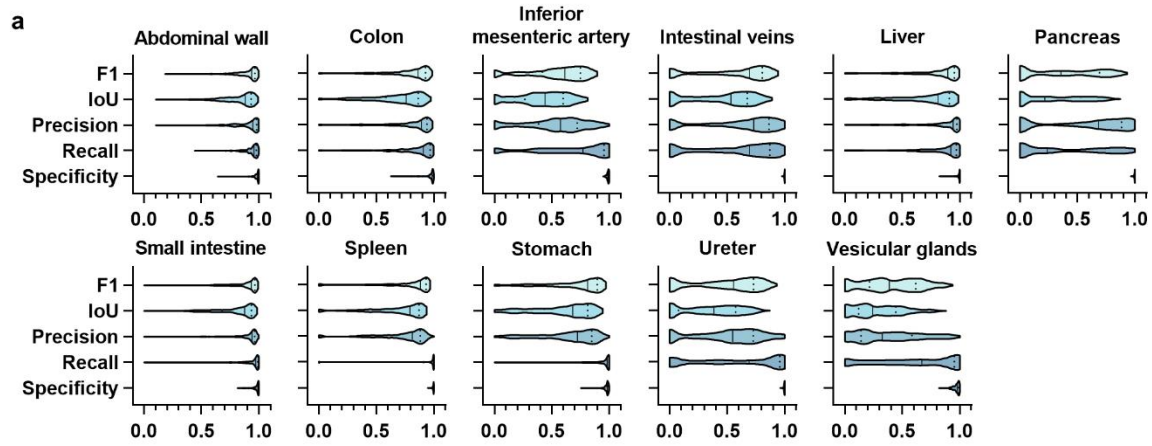 a
Abdominal wall
Colon
Inferior
mesenteric artery
Intestinal veins
Liver
Pancreas
F1
IoU
Precision
Recall
Specificity
0.0 0.5 1.0
0.0 0.5 1.0
0.0 0.5 1.0
0.0 0.5 1.0
0.0 0.5 1.0
0.0 0.5 1.0
Small intestine
Spleen
Stomach
Ureter
Vesicular glands
F1
IoU
Precision
Recall
Specificity
0.0 0.5 1.0
0.0 0.5 1.0
0.0 0.5 1.0
0.0 0.5 1.0
0.0 0.5 1.0